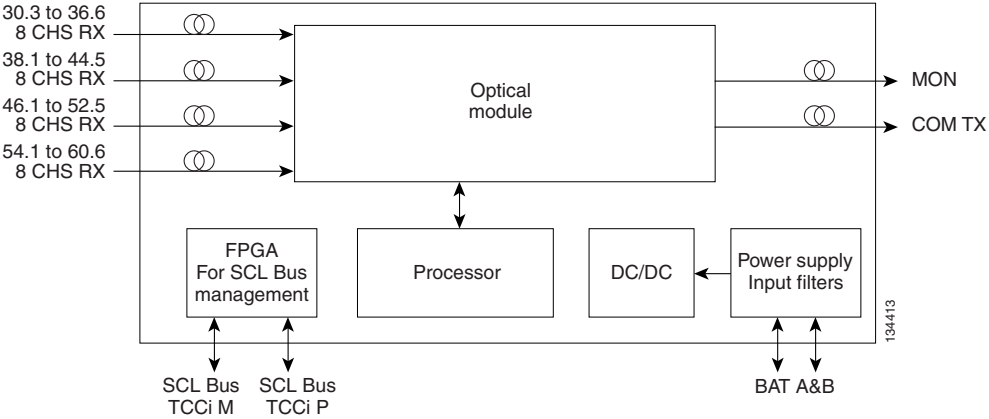 30.3 to 36.6
8 CHS RX
38.1 to 44.5
8 CHS RX
46.1 to 52.5
8 CHS RX
54.1 to 60.6
8 CHS RX
Optical
module
MON
COM TX
FPGA
For SCL Bus
management
Processor
DC/DC
Power supply
Input filters
134413
SCL Bus
TCCi M
SCL Bus
TCCi P
BAT A&B